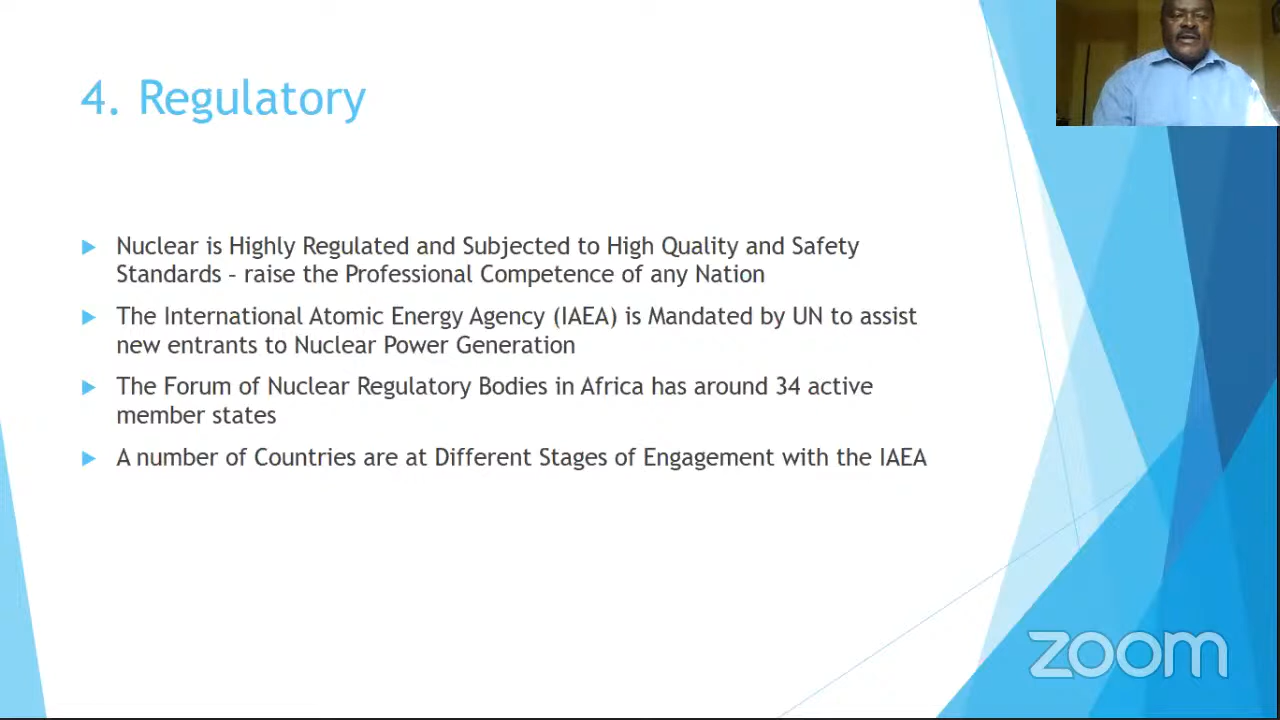 4. Regulatory
Nuclear is Highly Regulated and Subjected to High Quality and Safety
Standards – raise the Professional Competence of any Nation
The International Atomic Energy Agency (IAEA) is Mandated by UN to assist
new entrants to Nuclear Power Generation
The Forum of Nuclear Regulatory Bodies in Africa has around 34 active
member states
A number of Countries are at Different Stages of Engagement with the IAEA
zoom